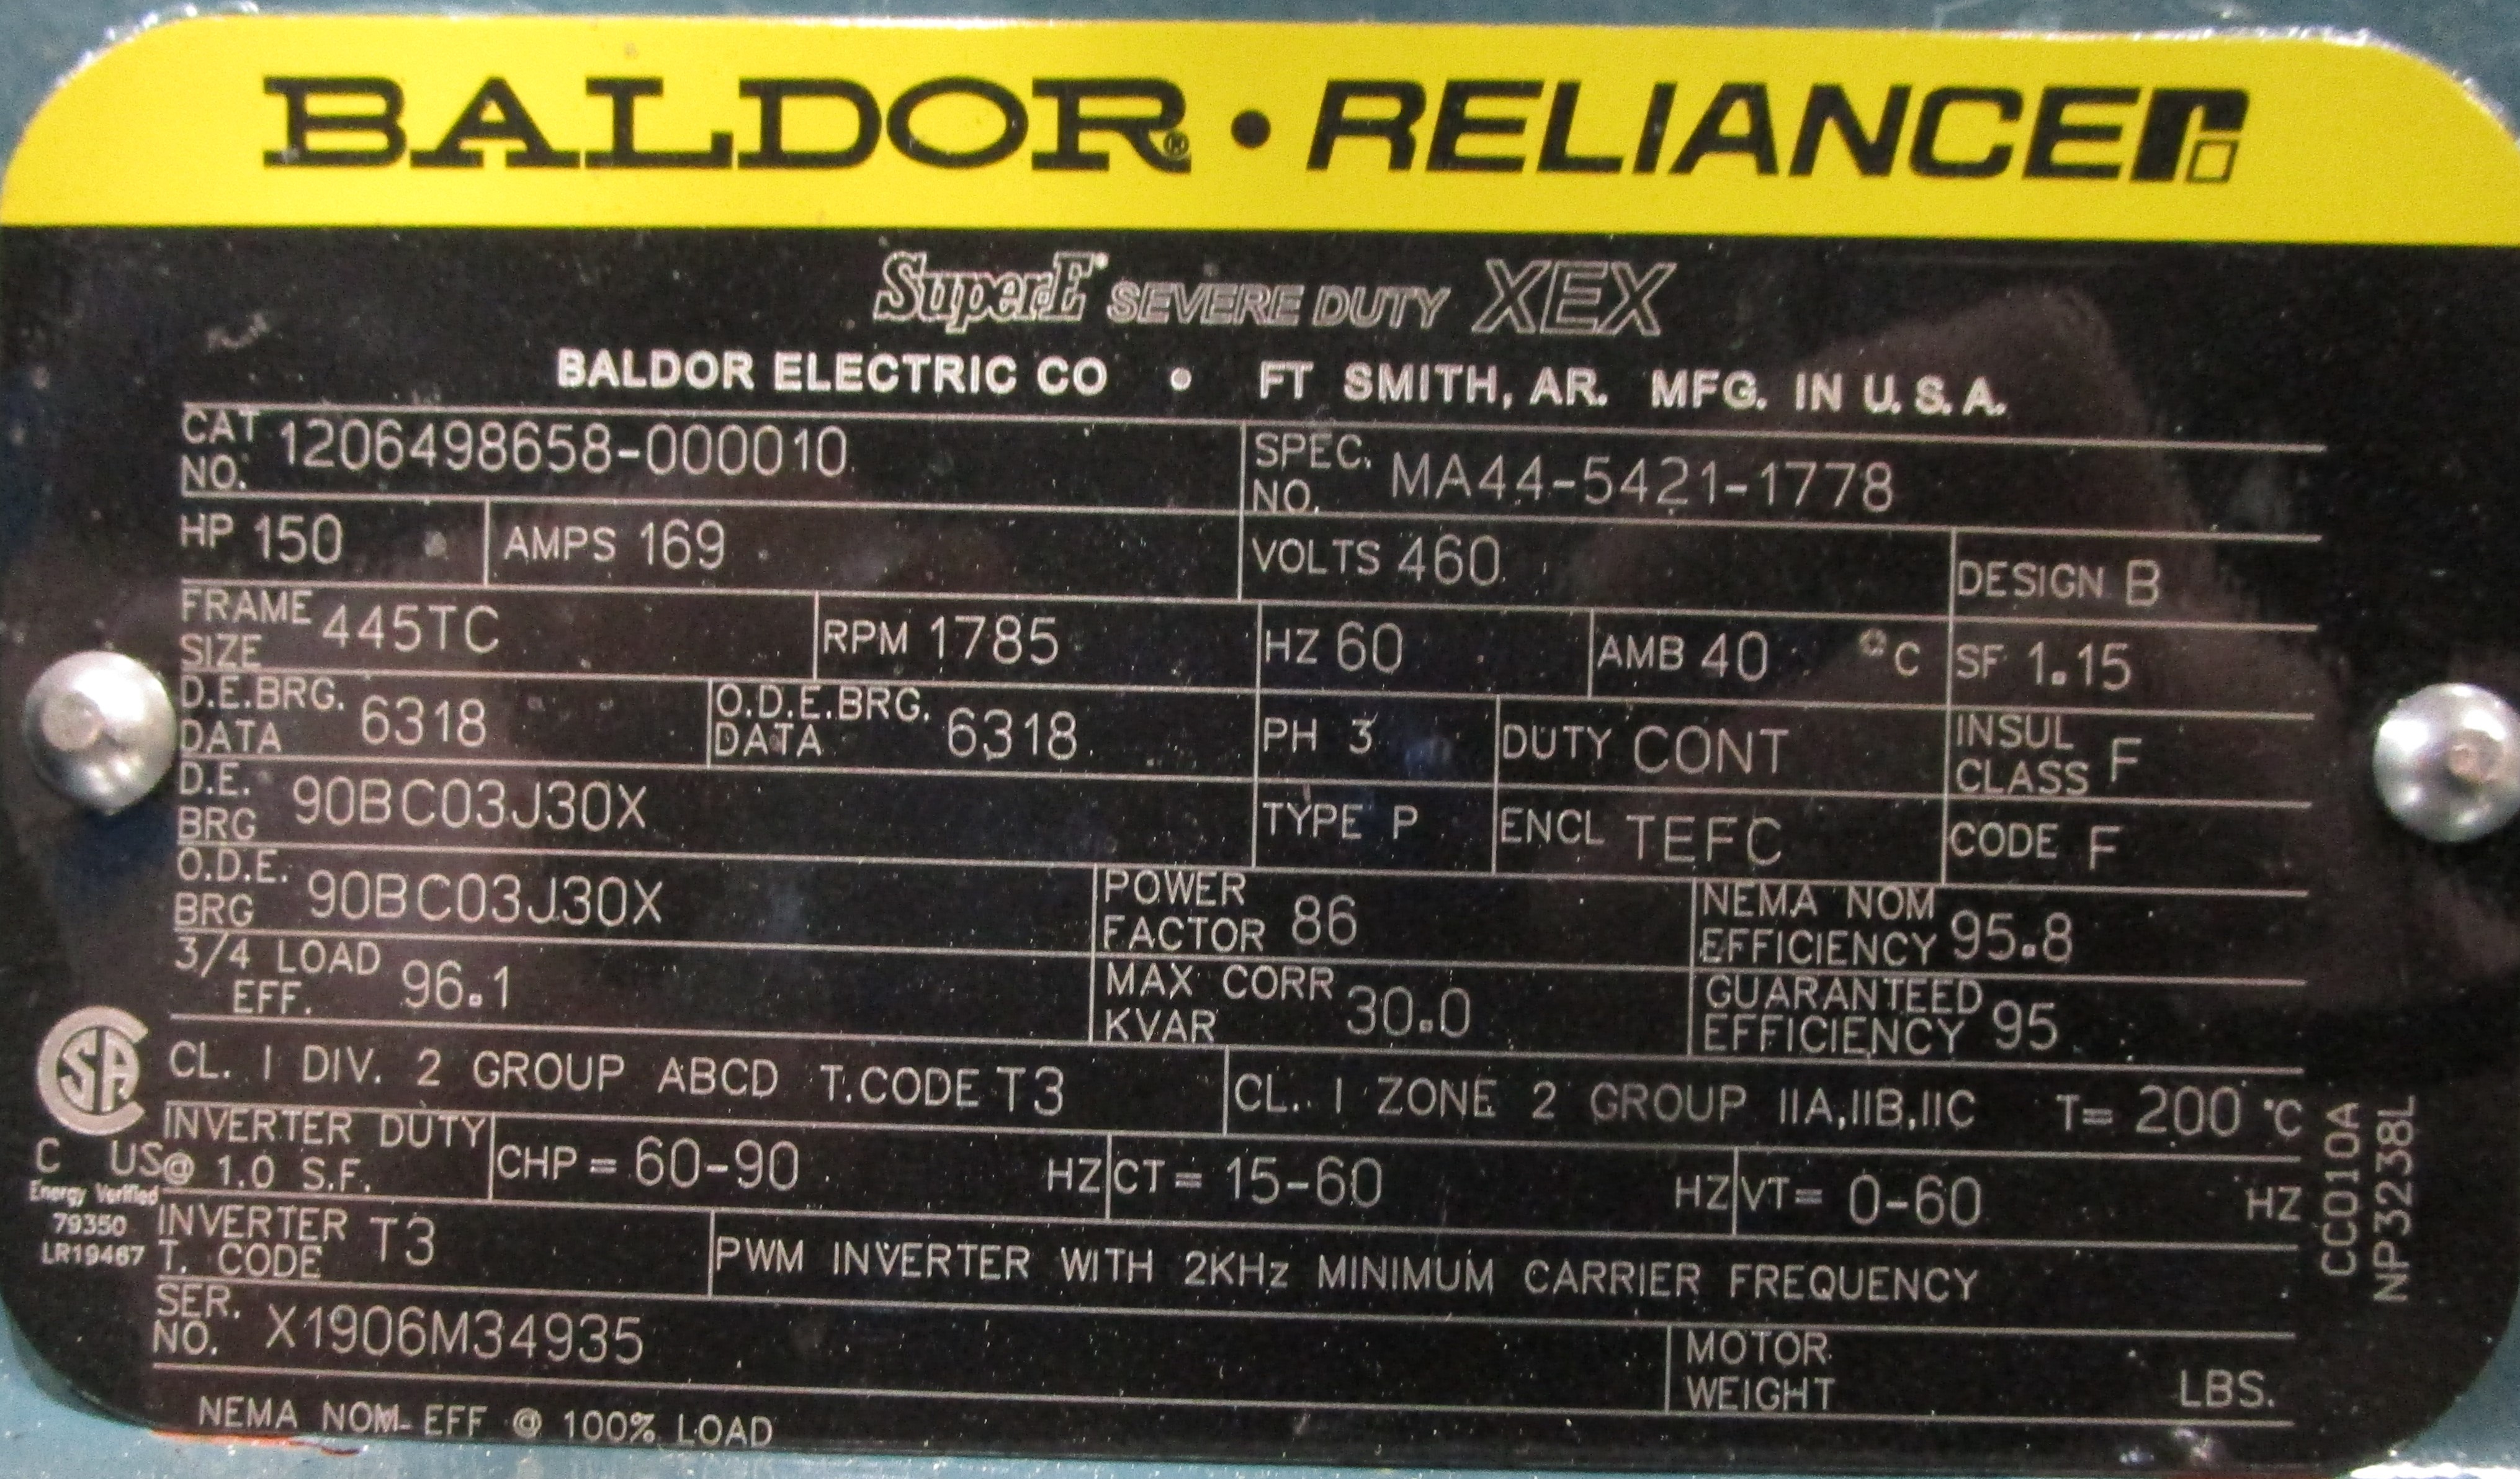 BALDOR® • RELIANCE
Super-E® SEVERE DUTY XEX
BALDOR ELECTRIC CO • FT SMITH, AR. MFG. IN U.S.A.
CAT NO. 1206498658-000010 SPEC. NO. MA44-5421-1778
HP 150 AMPS 169 VOLTS 460 DESIGN B
FRAME SIZE 445TC RPM 1785 HZ 60 AMB 40 °C SF 1.15
D.E.BRG. DATA 6318 O.D.E.BRG. DATA 6318 PH 3 DUTY CONT INSUL CLASS F
D.E. BRG 90BC03J30X TYPE P ENCL TEFC CODE F
O.D.E. BRG 90BC03J30X POWER FACTOR 86 NEMA NOM EFFICIENCY 95.8
3/4 LOAD EFF. 96.1 MAX CORR KVAR 30.0 GUARANTEED EFFICIENCY 95
CL. I DIV. 2 GROUP ABCD T.CODE T3 CL. I ZONE 2 GROUP IIA,IIB,IIC T= 200 °C
INVERTER DUTY @ 1.0 S.F. CHP = 60-90 HZ CT = 15-60 HZ VT= 0-60 HZ
INVERTER T. CODE T3 PWM INVERTER WITH 2KHz MINIMUM CARRIER FREQUENCY
SER. NO. X1906M34935 MOTOR WEIGHT LBS.
NEMA NOM-EFF @ 100% LOAD
SA
C US
Energy Verified
79350
LR19467
CC010A
NP3238L